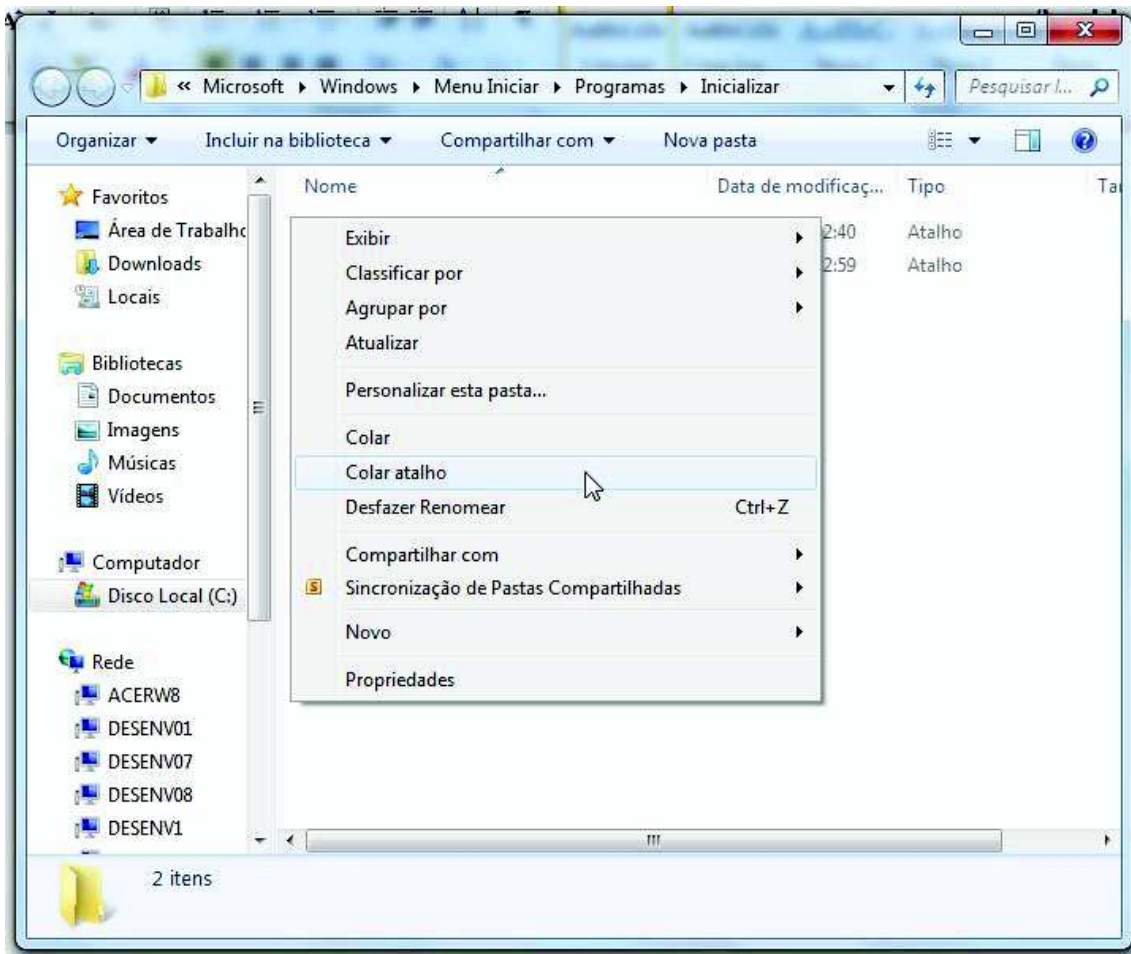 « Microsoft Windows Menu Iniciar Programas Inicializar Pesquisar I...
Organizar Incluir na biblioteca Compartilhar com Nova pasta
Nome Data de modificaç... Tipo Ta
Favoritos
Área de Trabalho
Downloads
Locais
Bibliotecas
Documentos
Imagens
Músicas
Vídeos
Computador
Disco Local (C:)
Rede
ACERW8
DESENV01
DESENV07
DESENV08
DESENV1
2:40 Atalho
2:59 Atalho
Exibir
Classificar por
Agrupar por
Atualizar
Personalizar esta pasta...
Colar
Colar atalho
Desfazer Renomear Ctrl+Z
Compartilhar com
S Sincronização de Pastas Compartilhadas
Novo
Propriedades
2 itens